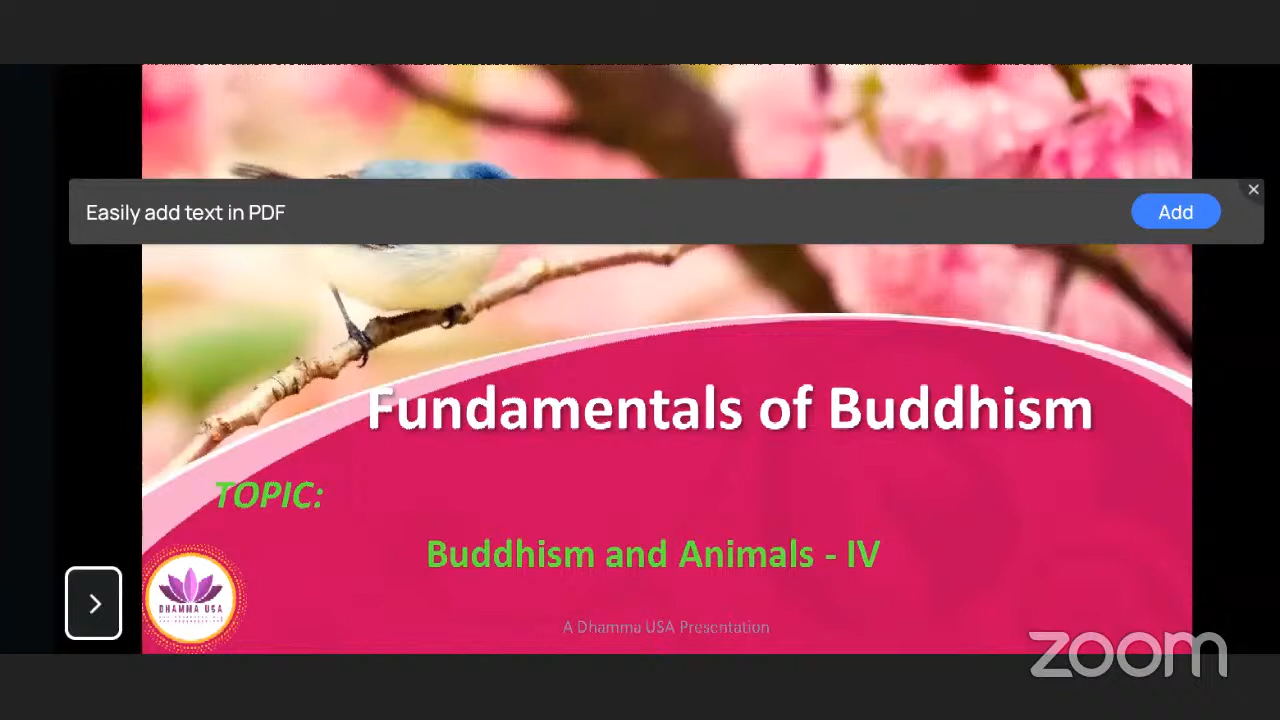 Easily add text in PDF
Add
Fundamentals of Buddhism
TOPIC:
Buddhism and Animals - IV
DHAMMA USA
A Dhamma USA Presentation
zoom